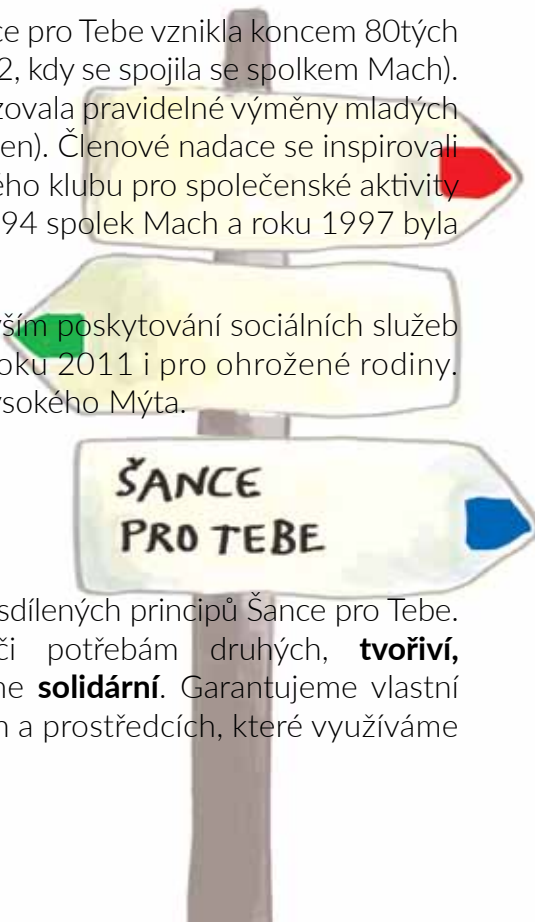 ce pro Tebe vznikla koncem 80tých
2, kdy se spojila se spolkem Mach).
zovala pravidelné výměny mladých
en). Členové nadace se inspirovali
ého klubu pro společenské aktivity
94 spolek Mach a roku 1997 byla
ším poskytování sociálních služeb
oku 2011 i pro ohrožené rodiny.
ysokého Mýta.
ŠANCE
PRO TEBE
sdílených principů Šance pro Tebe.
či potřebám druhých, tvořiví,
me solidární. Garantujeme vlastní
h a prostředcích, které využíváme